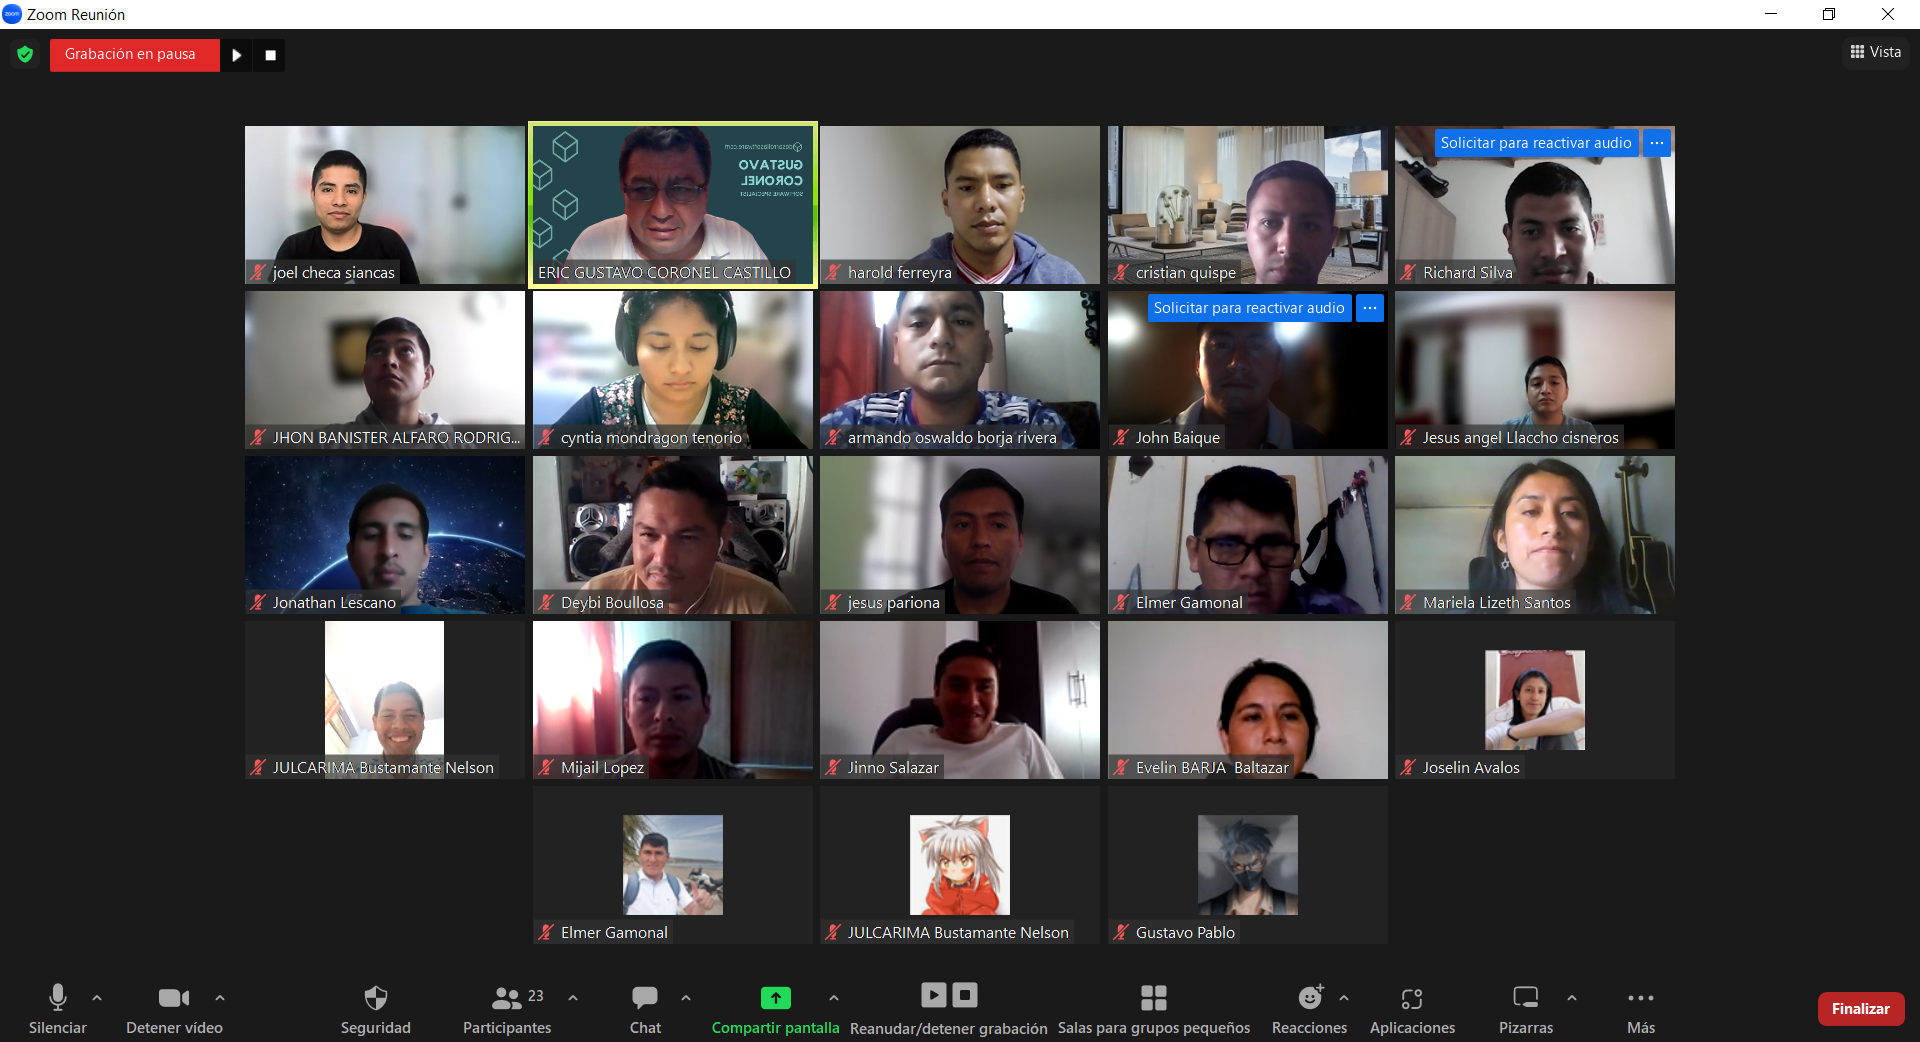 zoom Zoom Reunión
Grabación en pausa
Vista
joel checa siancas
desarrollasoftware.com
GUSTAVO
CORONEL
SOFTWARE SPECIALIST
ERIC GUSTAVO CORONEL CASTILLO
harold ferreyra
cristian quispe
Solicitar para reactivar audio ...
Richard Silva
JHON BANISTER ALFARO RODRIG...
cyntia mondragon tenorio
armando oswaldo borja rivera
Solicitar para reactivar audio ...
John Baique
Jesus angel Llaccho cisneros
Jonathan Lescano
Deybi Boullosa
jesus pariona
Elmer Gamonal
Mariela Lizeth Santos
JULCARIMA Bustamante Nelson
Mijail Lopez
Jinno Salazar
Evelin BARJA Baltazar
Joselin Avalos
Elmer Gamonal
JULCARIMA Bustamante Nelson
Gustavo Pablo
Silenciar
Detener vídeo
Seguridad
23
Participantes
Chat
Compartir pantalla
Reanudar/detener grabación
Salas para grupos pequeños
Reacciones
Aplicaciones
Pizarras
Más
Finalizar